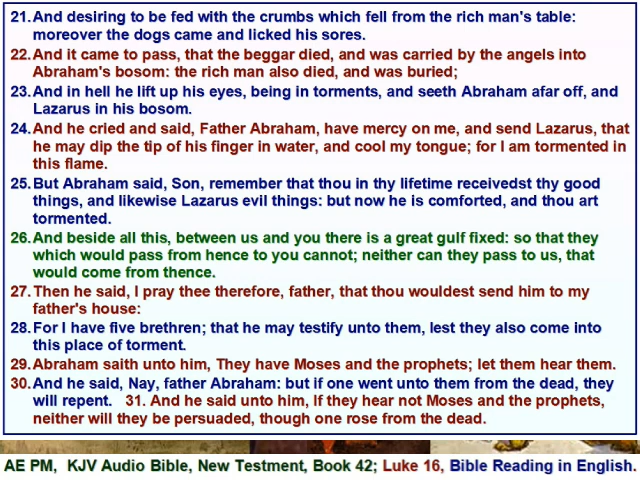 21. And desiring to be fed with the crumbs which fell from the rich man's table:
moreover the dogs came and licked his sores.
22. And it came to pass, that the beggar died, and was carried by the angels into
Abraham's bosom: the rich man also died, and was buried;
23. And in hell he lift up his eyes, being in torments, and seeth Abraham afar off, and
Lazarus in his bosom.
24. And he cried and said, Father Abraham, have mercy on me, and send Lazarus, that
he may dip the tip of his finger in water, and cool my tongue; for I am tormented in
this flame.
25. But Abraham said, Son, remember that thou in thy lifetime receivedst thy good
things, and likewise Lazarus evil things: but now he is comforted, and thou art
tormented.
26. And beside all this, between us and you there is a great gulf fixed: so that they
which would pass from hence to you cannot; neither can they pass to us, that
would come from thence.
27. Then he said, I pray thee therefore, father, that thou wouldest send him to my
father's house:
28. For I have five brethren; that he may testify unto them, lest they also come into
this place of torment.
29. Abraham saith unto him, They have Moses and the prophets; let them hear them.
30. And he said, Nay, father Abraham: but if one went unto them from the dead, they
will repent. 31. And he said unto him, If they hear not Moses and the prophets,
neither will they be persuaded, though one rose from the dead.
AE PM, KJV Audio Bible, New Testment, Book 42; Luke 16, Bible Reading in English.